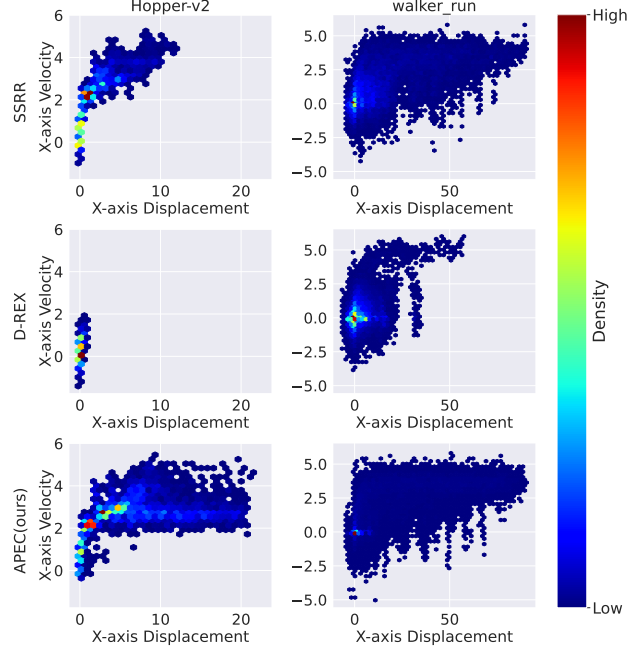 Hopper-v2
walker_run
SSRR
X-axis Velocity
6
4
2
0
0
10
20
X-axis Displacement
5.0
2.5
0.0
−2.5
−5.0
0
50
X-axis Displacement
D-REX
X-axis Velocity
6
4
2
0
0
10
20
X-axis Displacement
5.0
2.5
0.0
−2.5
−5.0
0
50
X-axis Displacement
APEC(ours)
X-axis Velocity
6
4
2
0
0
10
20
X-axis Displacement
5.0
2.5
0.0
−2.5
−5.0
0
50
X-axis Displacement
High
Density
Low